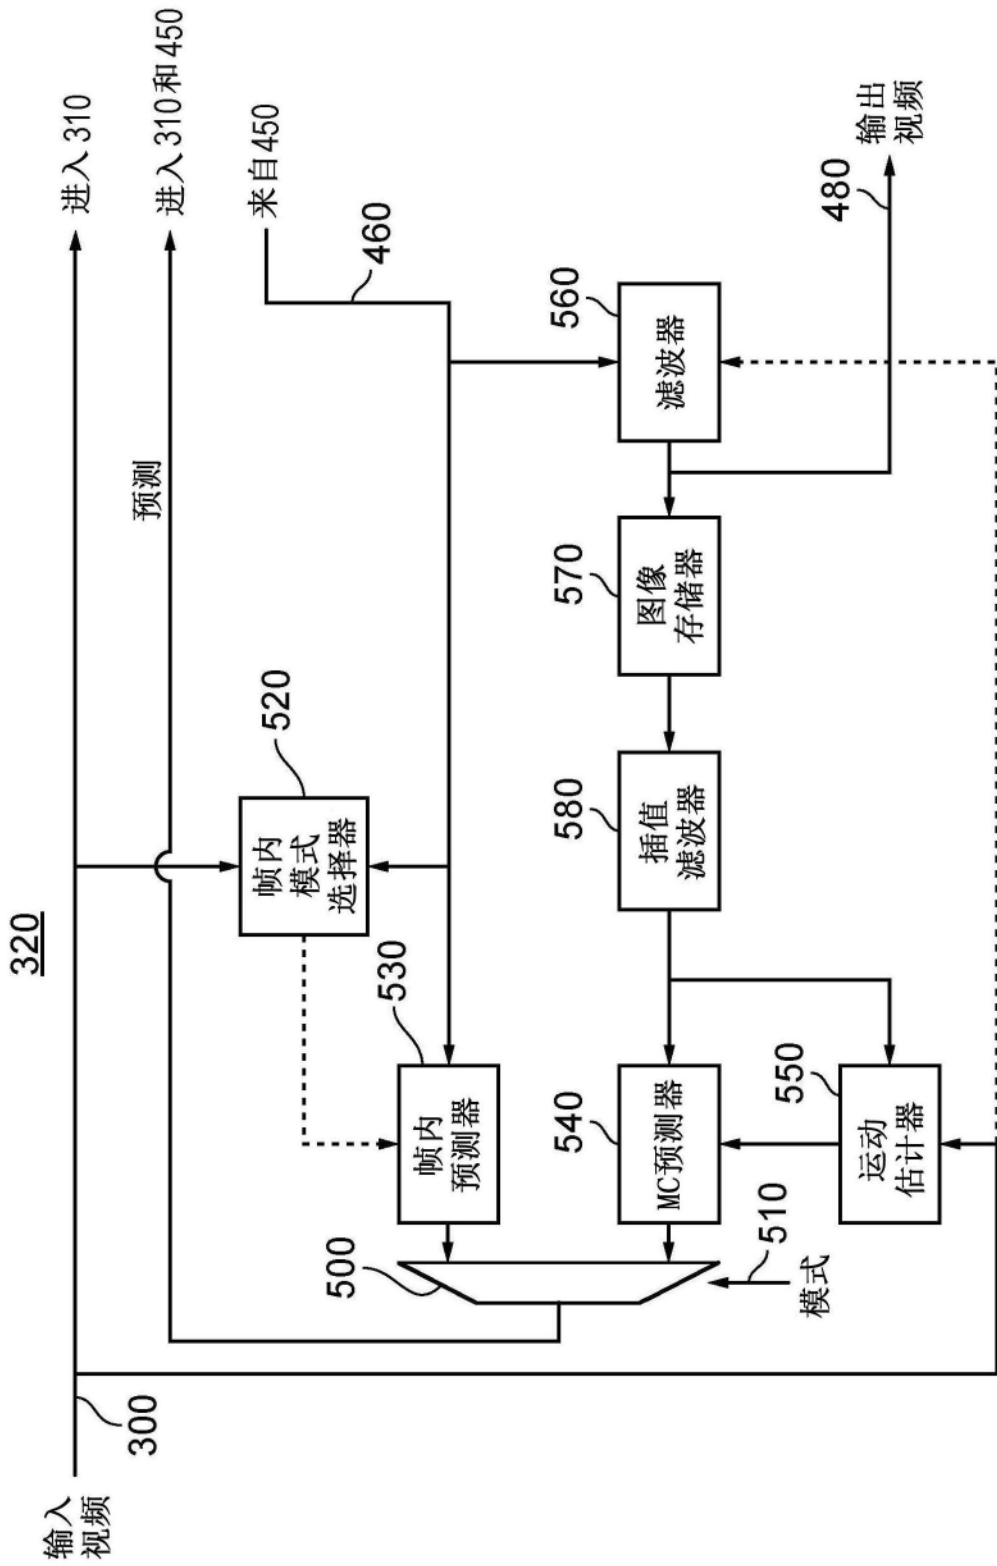 320
输入
视频
300
进入310
预测
进入310和450
来自450
460
帧内
模式
选择器
520
帧内
预测器
530
500
模式
510
MC预测器
540
运动
估计器
550
插值
滤波器
580
图像
存储器
570
滤波器
560
480
输出
视频